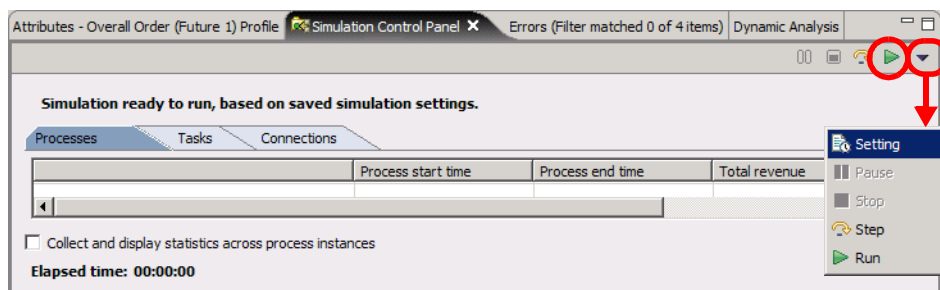 Attributes - Overall Order (Future 1) Profile Simulation Control Panel Errors (Filter matched 0 of 4 items) Dynamic Analysis
Simulation ready to run, based on saved simulation settings.
Processes Tasks Connections
Process start time Process end time Total revenue
Setting
Pause
Stop
Step
Run
Collect and display statistics across process instances
Elapsed time: 00:00:00